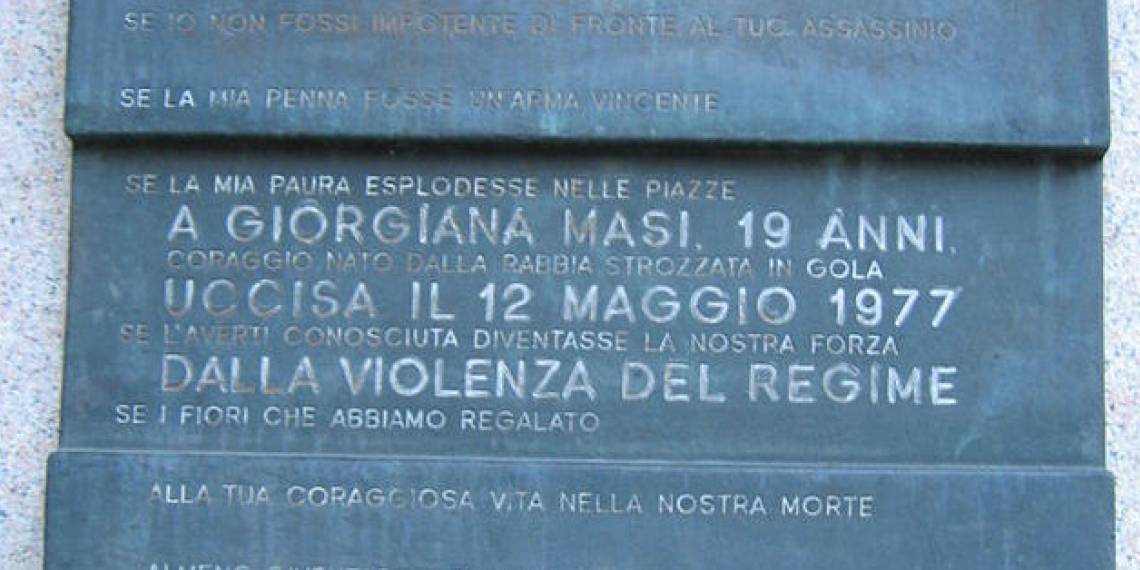 SE IO NON FOSSI IMPOTENTE DI FRONTE AL TUO ASSASSINIO
SE LA MIA PENNA FOSSE UN'ARMA VINCENTE
SE LA MIA PAURA ESPLODESSE NELLE PIAZZE
A GIORGIANA MASI, 19 ANNI,
CORAGGIO NATO DALLA RABBIA STROZZATA IN GOLA
UCCISA IL 12 MAGGIO 1977
SE L'AVERTI CONOSCIUTA DIVENTASSE LA NOSTRA FORZA
DALLA VIOLENZA DEL REGIME
SE I FIORI CHE ABBIAMO REGALATO
ALLA TUA CORAGGIOSA VITA NELLA NOSTRA MORTE
ALMENO